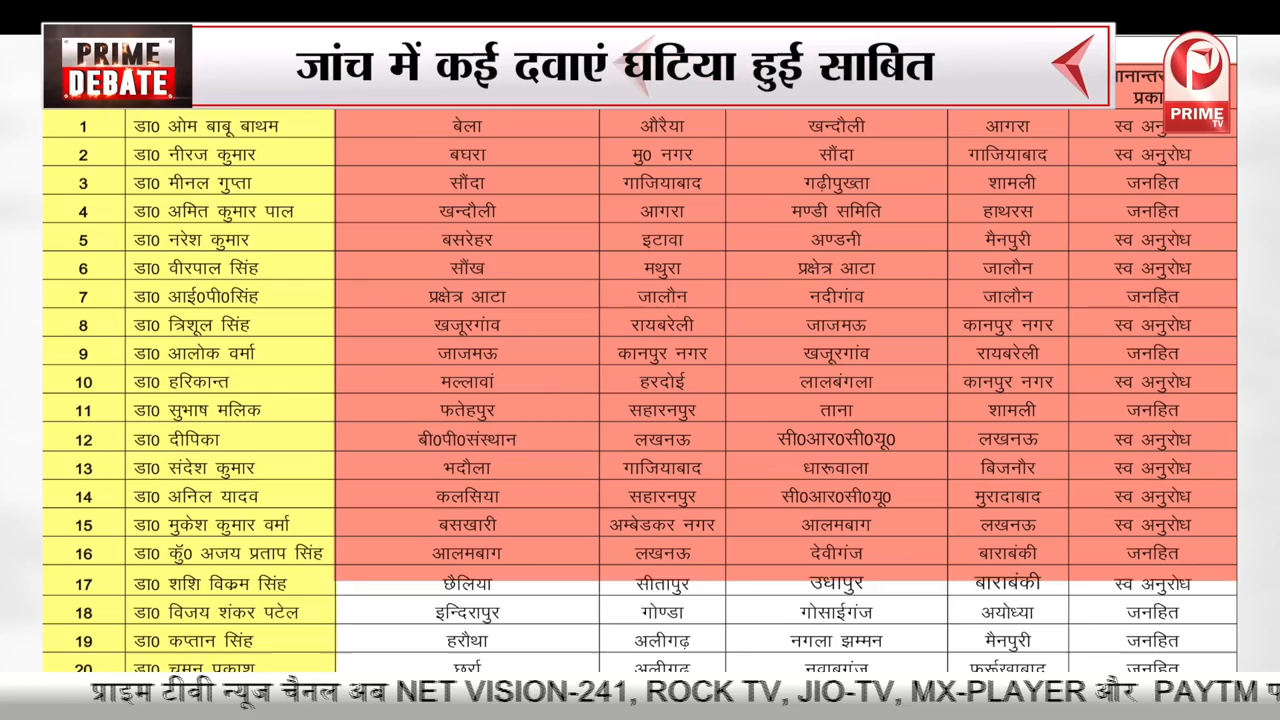 PRIME
DEBATE
जांच में कई दवाएं घटिया हुई साबित
PRIME
TV
प्रका
1 डा0 ओम बाबू बाथम बेला औरैया खन्दौली आगरा स्व अनु
2 डा0 नीरज कुमार बघरा मु0 नगर सौंदा गाजियाबाद स्व अनुरोध
3 डा0 मीनल गुप्ता सौंदा गाजियाबाद गढ़ीपुख्ता शामली जनहित
4 डा0 अमित कुमार पाल खन्दौली आगरा मण्डी समिति हाथरस जनहित
5 डा0 नरेश कुमार बसरेहर इटावा अण्डनी मैनपुरी स्व अनुरोध
6 डा0 वीरपाल सिंह सौंख मथुरा प्रक्षेत्र आटा जालौन स्व अनुरोध
7 डा0 आई0पी0सिंह प्रक्षेत्र आटा जालौन नदीगांव जालौन जनहित
8 डा0 त्रिशूल सिंह खजूरगांव रायबरेली जाजमऊ कानपुर नगर स्व अनुरोध
9 डा0 आलोक वर्मा जाजमऊ कानपुर नगर खजूरगांव रायबरेली जनहित
10 डा0 हरिकान्त मल्लावां हरदोई लालबंगला कानपुर नगर स्व अनुरोध
11 डा0 सुभाष मलिक फतेहपुर सहारनपुर ताना शामली जनहित
12 डा0 दीपिका बी0पी0संस्थान लखनऊ सी0आर0सी0यू0 लखनऊ स्व अनुरोध
13 डा0 संदेश कुमार भदौला गाजियाबाद धारूवाला बिजनौर स्व अनुरोध
14 डा0 अनिल यादव कलसिया सहारनपुर सी0आर0सी0यू0 मुरादाबाद स्व अनुरोध
15 डा0 मुकेश कुमार वर्मा बसखारी अम्बेडकर नगर आलमबाग लखनऊ स्व अनुरोध
16 डा0 कुॅ0 अजय प्रताप सिंह आलमबाग लखनऊ देवीगंज बाराबंकी जनहित
17 डा0 शशि विक्रम सिंह छैलिया सीतापुर उधापुर बाराबंकी स्व अनुरोध
18 डा0 विजय शंकर पटेल इन्दिरापुर गोण्डा गोसाईगंज अयोध्या जनहित
19 डा0 कप्तान सिंह हरौथा अलीगढ़ नगला झम्मन मैनपुरी जनहित
20 डा0 चमन प्रकाश छर्रा अलीगढ़ नवाबगंज फर्रूखाबाद जनहित
प्राइम टीवी न्यूज चैनल अब NET VISION-241, ROCK TV, JIO-TV, MX-PLAYER और PAYTM प